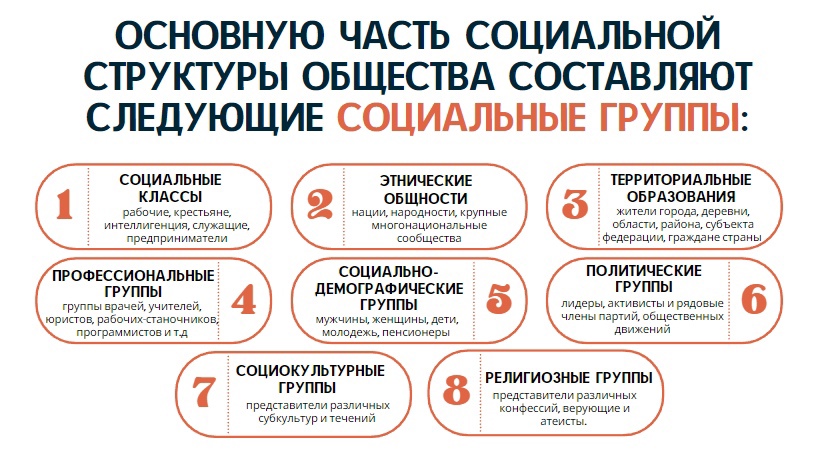 ОСНОВНУЮ ЧАСТЬ СОЦИАЛЬНОЙ
СТРУКТУРЫ ОБЩЕСТВА СОСТАВЛЯЮТ
СЛЕДУЮЩИЕ СОЦИАЛЬНЫЕ ГРУППЫ:
1
СОЦИАЛЬНЫЕ
КЛАССЫ
рабочие, крестьяне,
интеллигенция, служащие,
предприниматели
2
ЭТНИЧЕСКИЕ
ОБЩНОСТИ
нации, народности, крупные
многонациональные
сообщества
3
ТЕРРИТОРИАЛЬНЫЕ
ОБРАЗОВАНИЯ
жители города, деревни,
области, района, субъекта
федерации, граждане страны
ПРОФЕССИОНАЛЬНЫЕ
ГРУППЫ
группы врачей, учителей,
юристов, рабочих-станочников,
программистов и т.д
4
СОЦИАЛЬНО-
ДЕМОГРАФИЧЕСКИЕ
ГРУППЫ
мужчины, женщины, дети,
молодежь, пенсионеры
5
ПОЛИТИЧЕСКИЕ
ГРУППЫ
лидеры, активисты и рядовые
члены партий, общественных
движений
6
7
СОЦИОКУЛЬТУРНЫЕ
ГРУППЫ
представители различных
субкультур и течений
8
РЕЛИГИОЗНЫЕ ГРУППЫ
представители различных
конфессий, верующие и
атеисты.